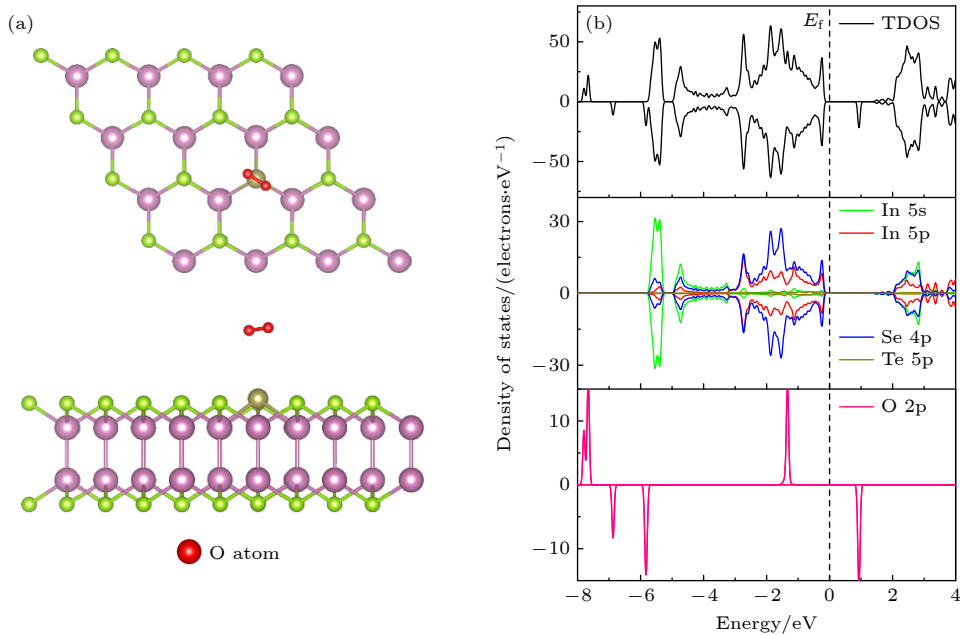 (a)
O atom
(b)
E_f
TDOS
50
0
−50
In 5s
In 5p
30
0
−30
Se 4p
Te 5p
O 2p
10
0
−10
−8 −6 −4 −2 0 2 4
Energy/eV
Density of states/(electrons·eV⁻¹)